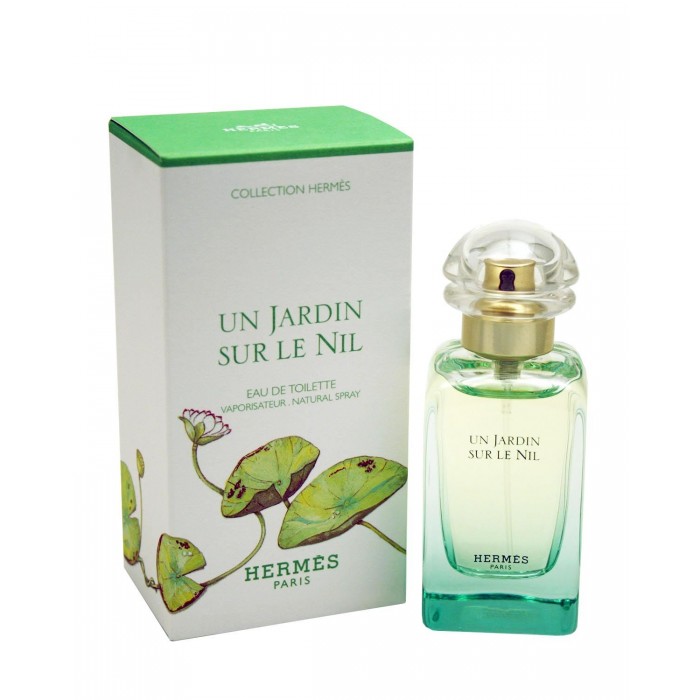 HERMÈS
COLLECTION HERMÈS
UN JARDIN
SUR LE NIL
EAU DE TOILETTE
VAPORISATEUR . NATURAL SPRAY
HERMÈS
PARIS
UN JARDIN
SUR LE NIL
HERMÈS